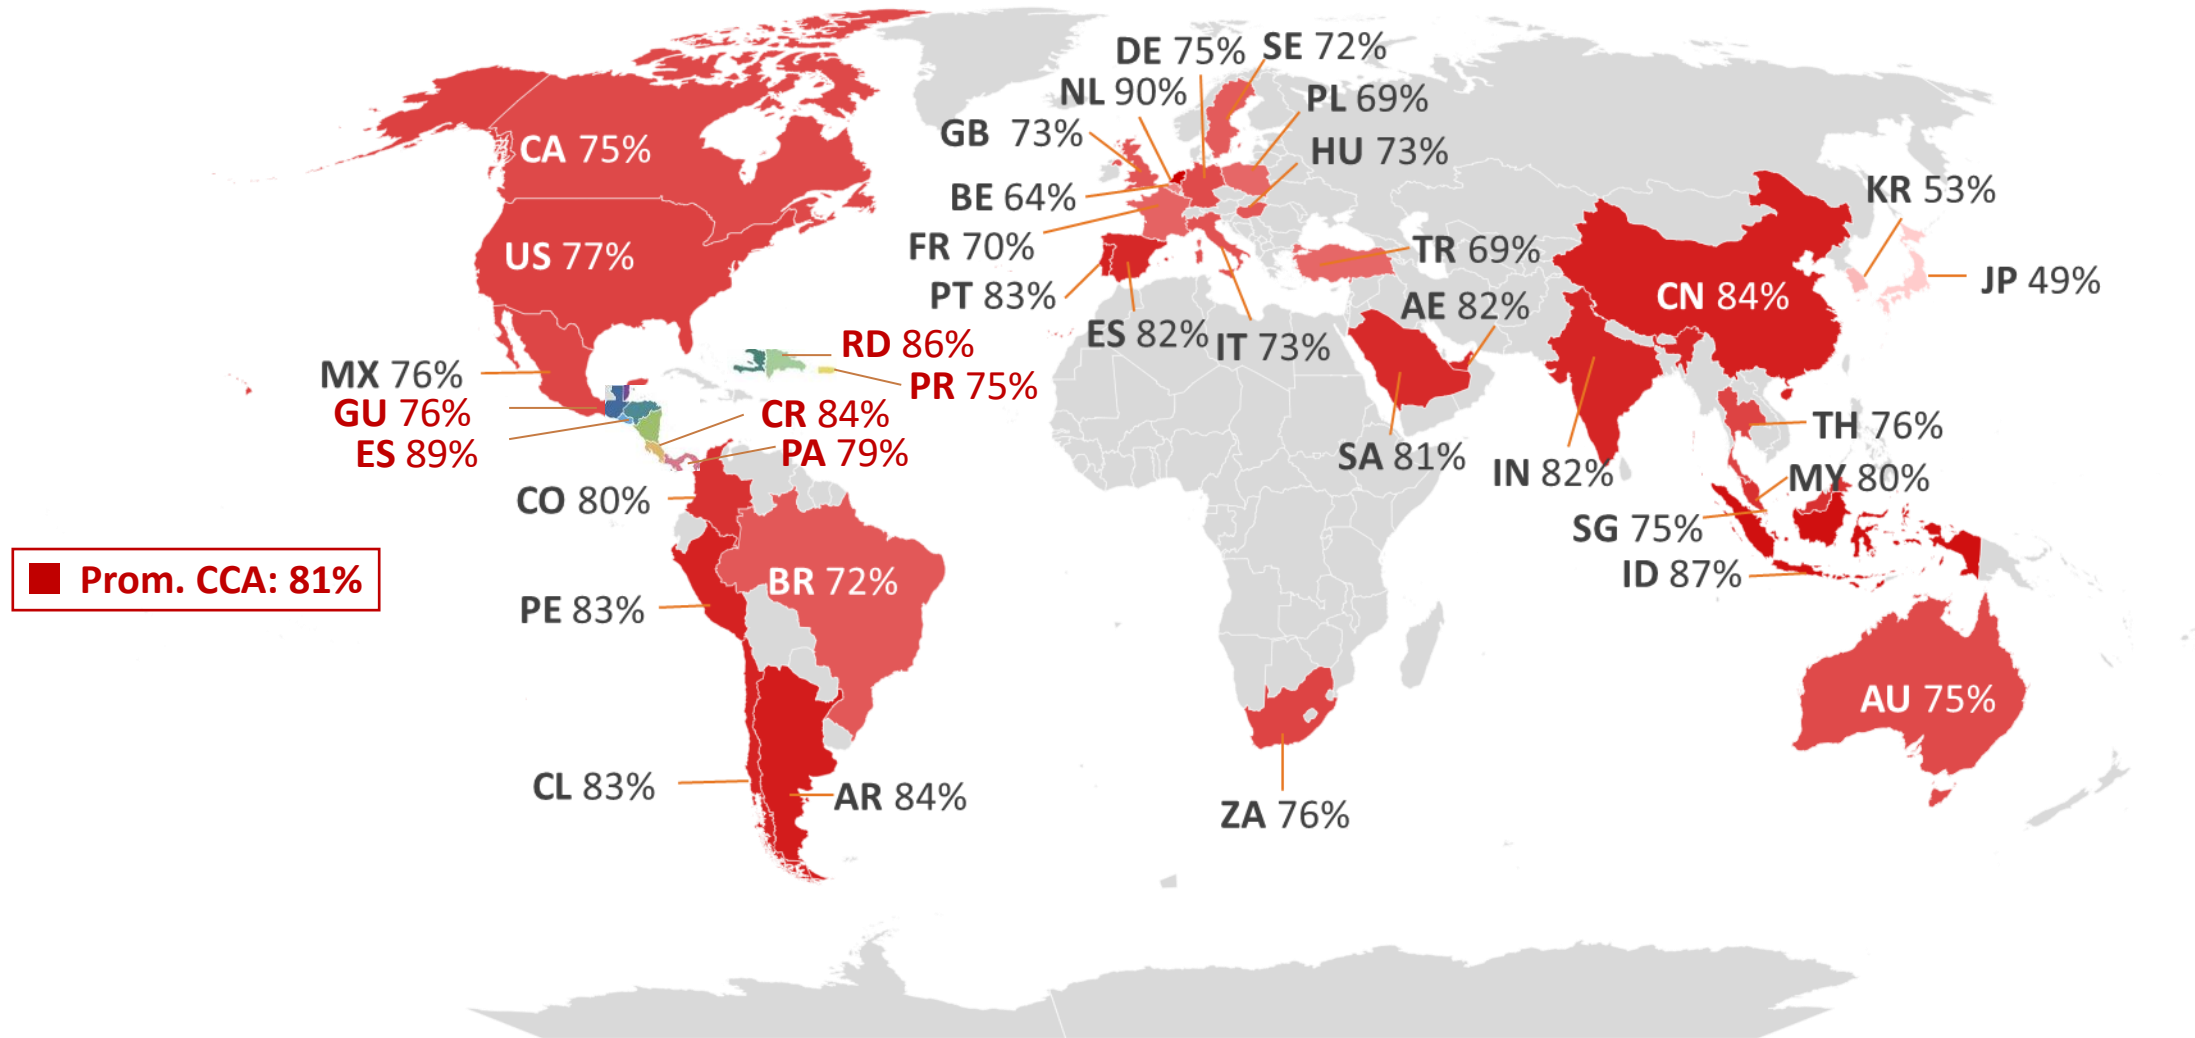 DE 75%
SE 72%
NL 90%
PL 69%
GB 73%
HU 73%
CA 75%
BE 64%
KR 53%
FR 70%
TR 69%
US 77%
JP 49%
PT 83%
CN 84%
AE 82%
ES 82%
IT 73%
RD 86%
MX 76%
PR 75%
GU 76%
CR 84%
TH 76%
ES 89%
PA 79%
SA 81%
IN 82%
MY 80%
CO 80%
SG 75%
ID 87%
Prom. CCA: 81%
BR 72%
PE 83%
AU 75%
CL 83%
AR 84%
ZA 76%